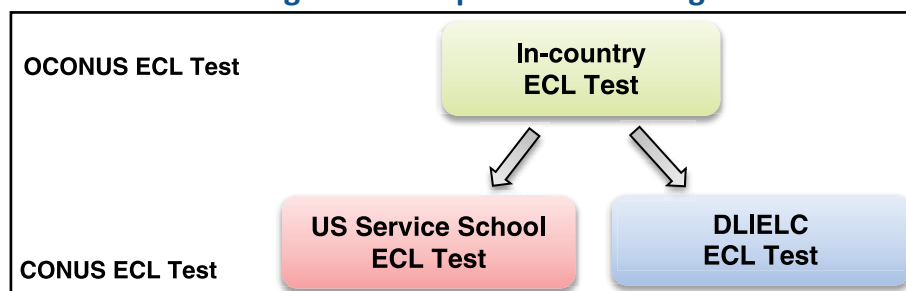 OCONUS ECL Test
In-country
ECL Test
US Service School
ECL Test
DLIELC
ECL Test
CONUS ECL Test